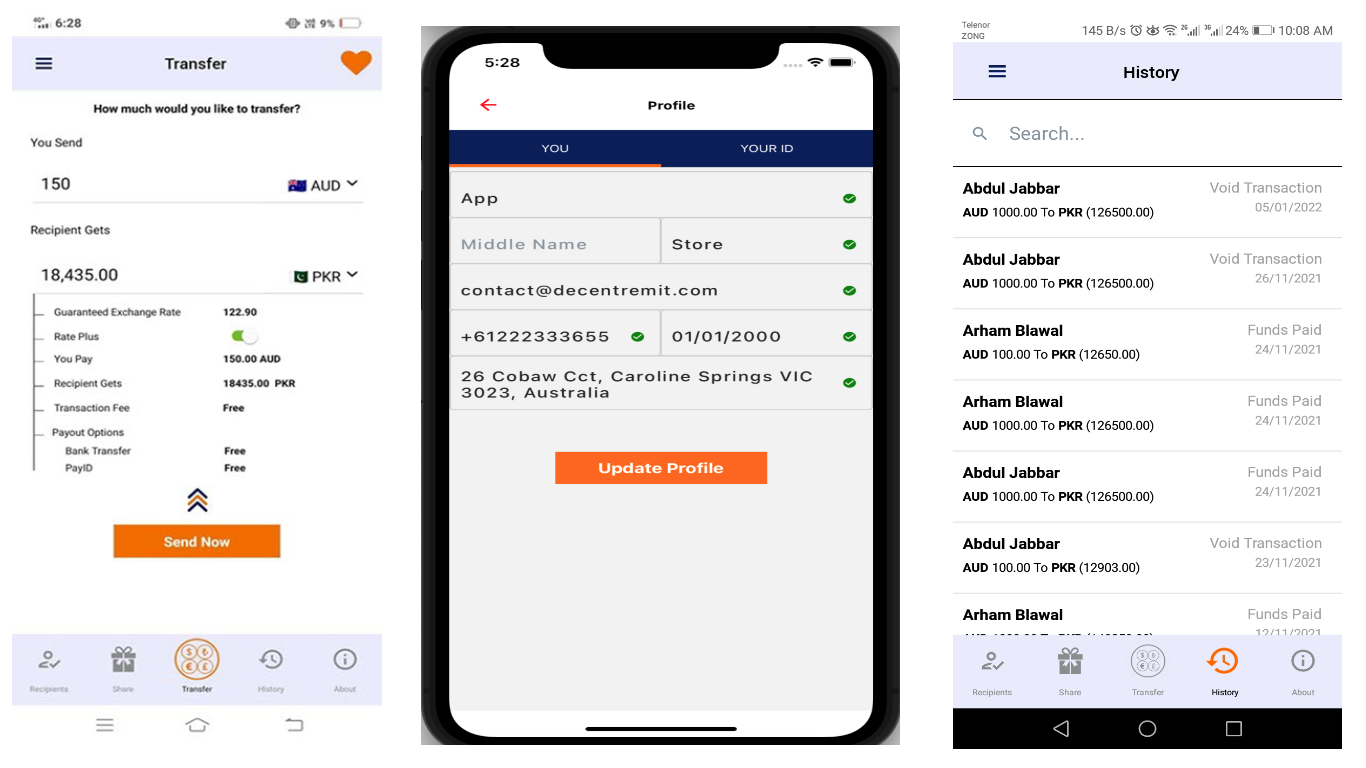 4G+ 6:28 9%
Transfer
How much would you like to transfer?
You Send
150 AUD
Recipient Gets
18,435.00 PKR
Guaranteed Exchange Rate 122.90
Rate Plus
You Pay 150.00 AUD
Recipient Gets 18435.00 PKR
Transaction Fee Free
Payout Options
Bank Transfer Free
PayID Free
Send Now
Recipients Share Transfer History About
5:28
Profile
YOU YOUR ID
App
Middle Name Store
contact@decentremit.com
+61222333655 01/01/2000
26 Cobaw Cct, Caroline Springs VIC
3023, Australia
Update Profile
Telenor
ZONG 145 B/s 2G 3G 24% 10:08 AM
History
Search...
Abdul Jabbar Void Transaction
AUD 1000.00 To PKR (126500.00) 05/01/2022
Abdul Jabbar Void Transaction
AUD 1000.00 To PKR (126500.00) 26/11/2021
Arham Blawal Funds Paid
AUD 100.00 To PKR (12650.00) 24/11/2021
Arham Blawal Funds Paid
AUD 1000.00 To PKR (126500.00) 24/11/2021
Abdul Jabbar Funds Paid
AUD 1000.00 To PKR (126500.00) 24/11/2021
Abdul Jabbar Void Transaction
AUD 100.00 To PKR (12903.00) 23/11/2021
Arham Blawal Funds Paid
12/11/2021
Recipients Share Transfer History About